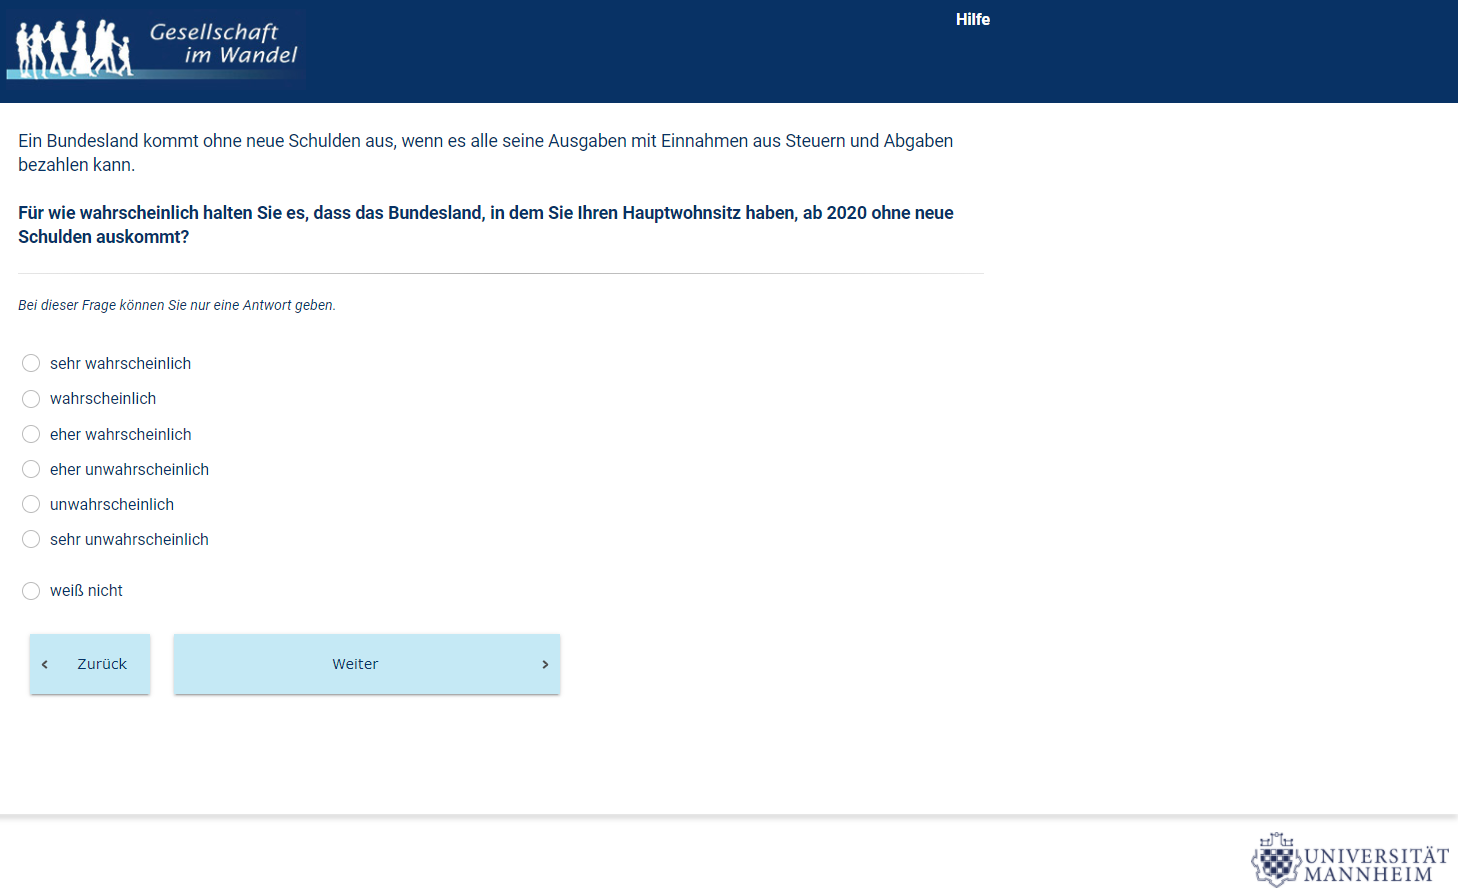 Gesellschaft
im Wandel
Hilfe
Ein Bundesland kommt ohne neue Schulden aus, wenn es alle seine Ausgaben mit Einnahmen aus Steuern und Abgaben
bezahlen kann.
Für wie wahrscheinlich halten Sie es, dass das Bundesland, in dem Sie Ihren Hauptwohnsitz haben, ab 2020 ohne neue
Schulden auskommt?
Bei dieser Frage können Sie nur eine Antwort geben.
sehr wahrscheinlich
wahrscheinlich
eher wahrscheinlich
eher unwahrscheinlich
unwahrscheinlich
sehr unwahrscheinlich
weiß nicht
‹ Zurück
Weiter ›
UNIVERSITÄT
MANNHEIM